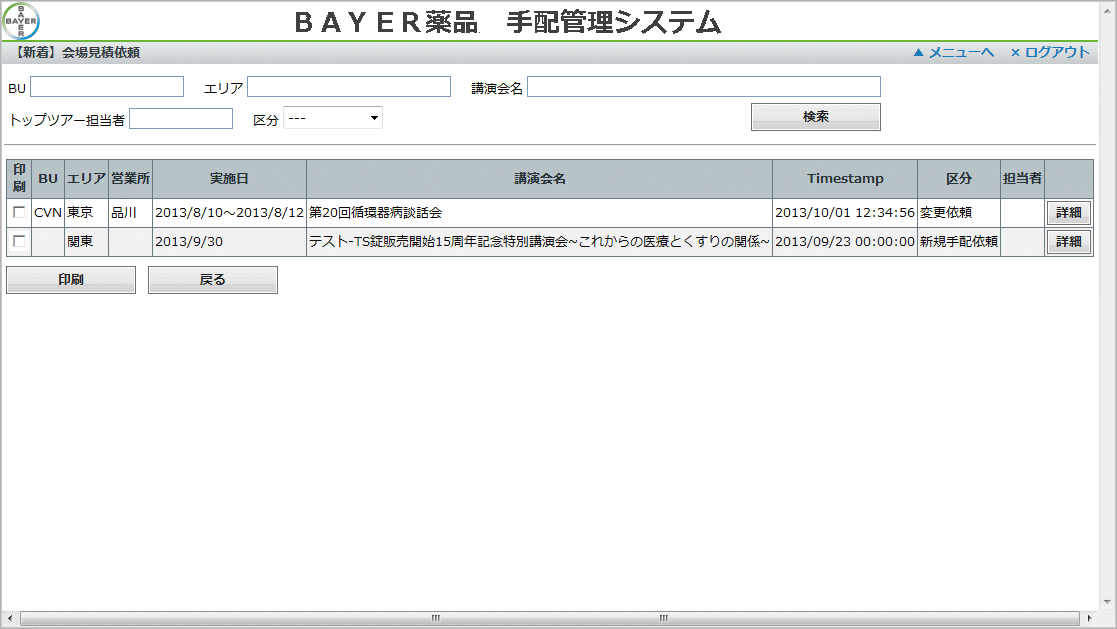 BAYER
BAYER
ＢＡＹＥＲ薬品　手配管理システム
【新着】会場見積依頼 ▲ メニューへ × ログアウト
BU エリア 講演会名
トップツアー担当者 区分 --- 検索
印刷 BU エリア 営業所 実施日 講演会名 Timestamp 区分 担当者
CVN 東京 品川 2013/8/10～2013/8/12 第20回循環器病談話会 2013/10/01 12:34:56 変更依頼 詳細
関東 2013/9/30 テスト-TS錠販売開始15周年記念特別講演会~これからの医療とくすりの関係~ 2013/09/23 00:00:00 新規手配依頼 詳細
印刷 戻る